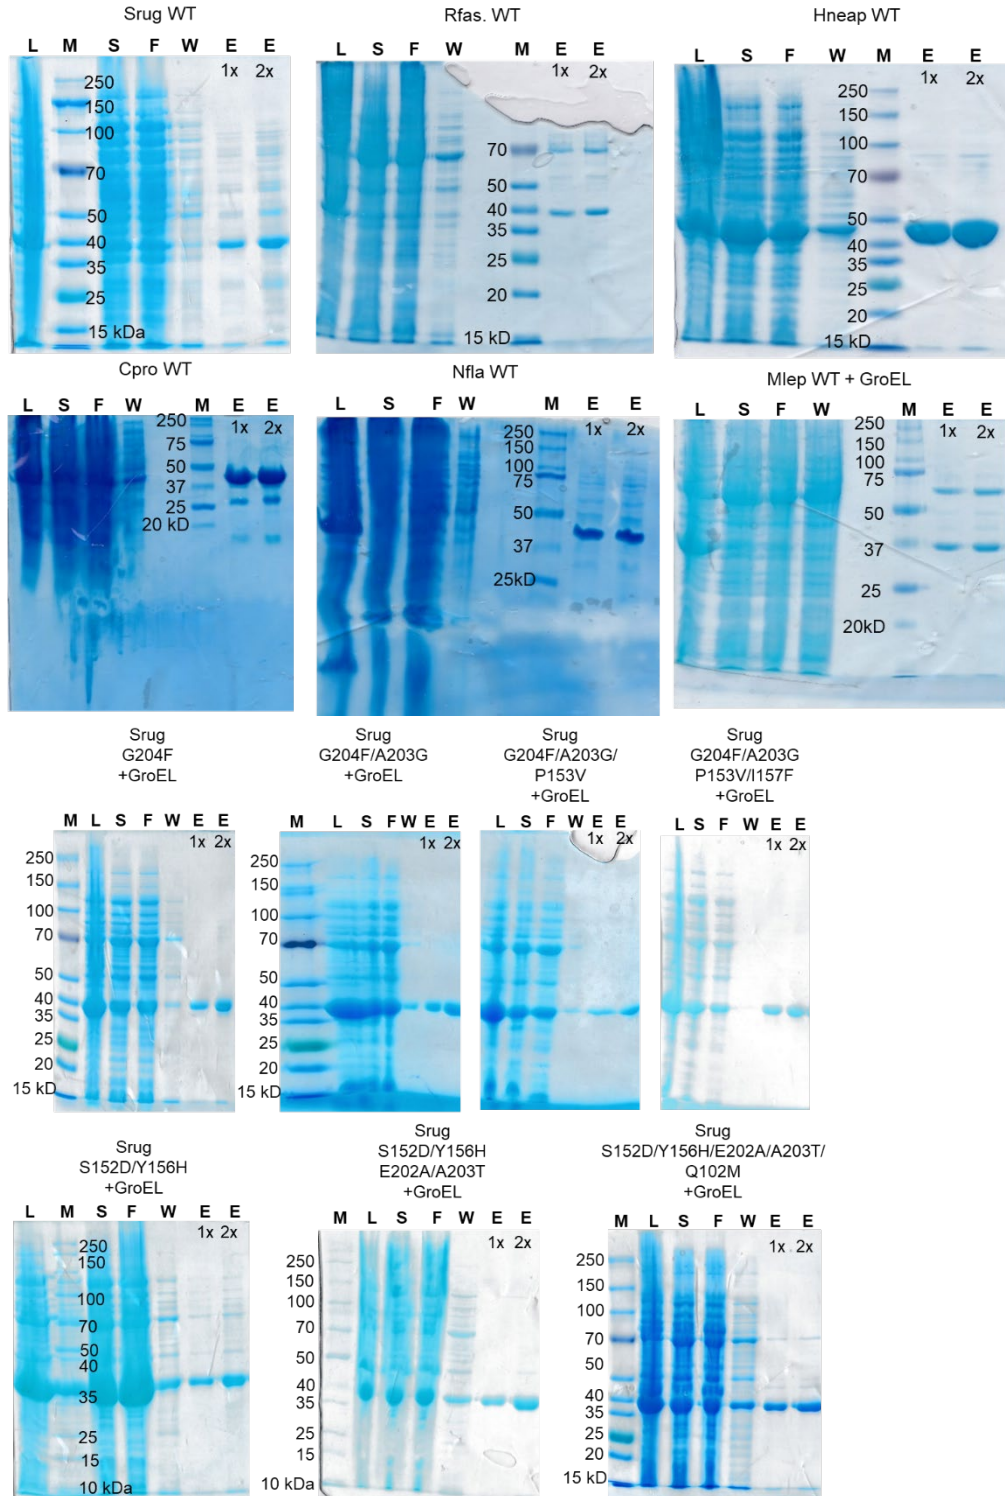 Srug WT
L M S F W E E
1x 2x
250
150
100
70
50
40
35
25
15 kDa
Rfas. WT
L S F W M E E
1x 2x
70
50
40
35
25
20
15 kD
Hneap WT
L S F W M E E
1x 2x
250
150
100
70
50
40
35
25
20
15 kD
Cpro WT
L S F W M E E
1x 2x
250
75
50
37
25
20 kD
Nfla WT
L S F W M E E
1x 2x
250
150
100
75
50
37
25kD
Mlep WT + GroEL
L S F W M E E
1x 2x
250
150
100
75
50
37
25
20kD
Srug
G204F
+GroEL
M L S F W E E
1x 2x
250
150
100
70
50
40
35
25
20
15 kD
Srug
G204F/A203G
+GroEL
M L S F W E E
1x 2x
250
150
100
70
50
40
35
25
20
15 kD
Srug
G204F/A203G/
P153V
+GroEL
L S F W E E
1x 2x
Srug
G204F/A203G
P153V/I157F
+GroEL
L S F W E E
1x 2x
Srug
S152D/Y156H
+GroEL
L M S F W E E
1x 2x
250
150
100
70
50
40
35
25
15
10 kDa
Srug
S152D/Y156H
E202A/A203T
+GroEL
M L S F W E E
1x 2x
250
150
100
70
50
40
35
25
15
10 kDa
Srug
S152D/Y156H/E202A/A203T/
Q102M
+GroEL
M L S F W E E
1x 2x
250
150
100
70
50
40
35
25
20
15 kD